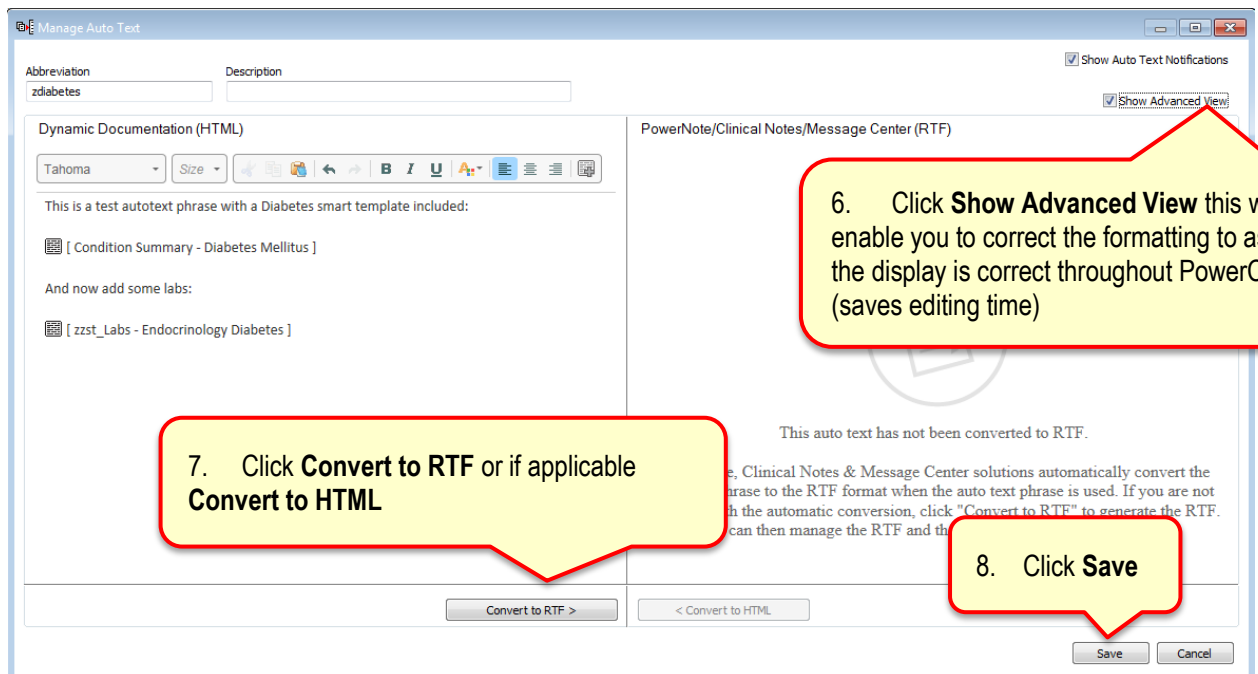 Manage Auto Text
Show Auto Text Notifications
Abbreviation Description
zdiabetes
Show Advanced View
Dynamic Documentation (HTML)
PowerNote/Clinical Notes/Message Center (RTF)
Tahoma Size B I U A
This is a test autotext phrase with a Diabetes smart template included:
[ Condition Summary - Diabetes Mellitus ]
And now add some labs:
[ zzst_Labs - Endocrinology Diabetes ]
6. Click Show Advanced View this
enable you to correct the formatting to
the display is correct throughout
(saves editing time)
This auto text has not been converted to RTF.
Clinical Notes & Message Center solutions automatically convert the
to the RTF format when the auto text phrase is used. If you are not
the automatic conversion, click "Convert to RTF" to generate the RTF.
can then manage the RTF and
7. Click Convert to RTF or if applicable
Convert to HTML
8. Click Save
Convert to RTF >
< Convert to HTML
Save Cancel